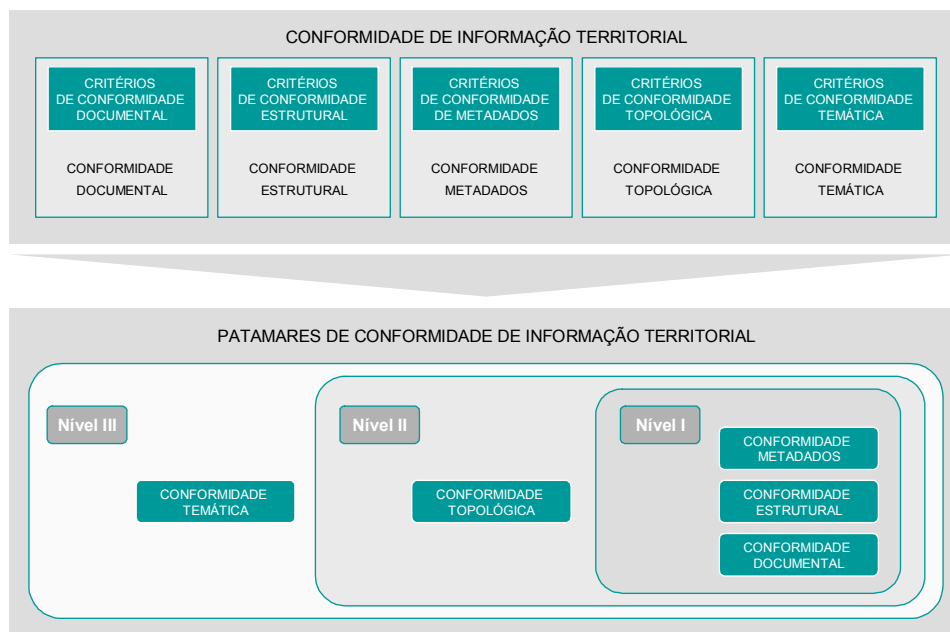 CONFORMIDADE DE INFORMAÇÃO TERRITORIAL
CRITÉRIOS
DE CONFORMIDADE
DOCUMENTAL
CONFORMIDADE
DOCUMENTAL
CRITÉRIOS
DE CONFORMIDADE
ESTRUTURAL
CONFORMIDADE
ESTRUTURAL
CRITÉRIOS
DE CONFORMIDADE
DE METADADOS
CONFORMIDADE
METADADOS
CRITÉRIOS
DE CONFORMIDADE
TOPOLÓGICA
CONFORMIDADE
TOPOLÓGICA
CRITÉRIOS
DE CONFORMIDADE
TEMÁTICA
CONFORMIDADE
TEMÁTICA
PATAMARES DE CONFORMIDADE DE INFORMAÇÃO TERRITORIAL
Nível III
CONFORMIDADE
TEMÁTICA
Nível II
CONFORMIDADE
TOPOLÓGICA
Nível I
CONFORMIDADE
METADADOS
CONFORMIDADE
ESTRUTURAL
CONFORMIDADE
DOCUMENTAL